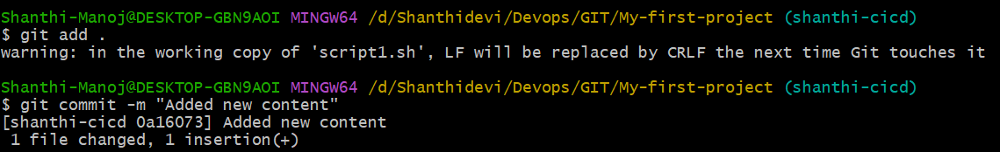 Shanthi-Manoj@DESKTOP-GBN9AOI MINGW64 /d/Shanthidevi/Devops/GIT/My-first-project (shanthi-cicd)
$ git add .
warning: in the working copy of 'script1.sh', LF will be replaced by CRLF the next time Git touches it
Shanthi-Manoj@DESKTOP-GBN9AOI MINGW64 /d/Shanthidevi/Devops/GIT/My-first-project (shanthi-cicd)
$ git commit -m "Added new content"
[shanthi-cicd 0a16073] Added new content
 1 file changed, 1 insertion(+)